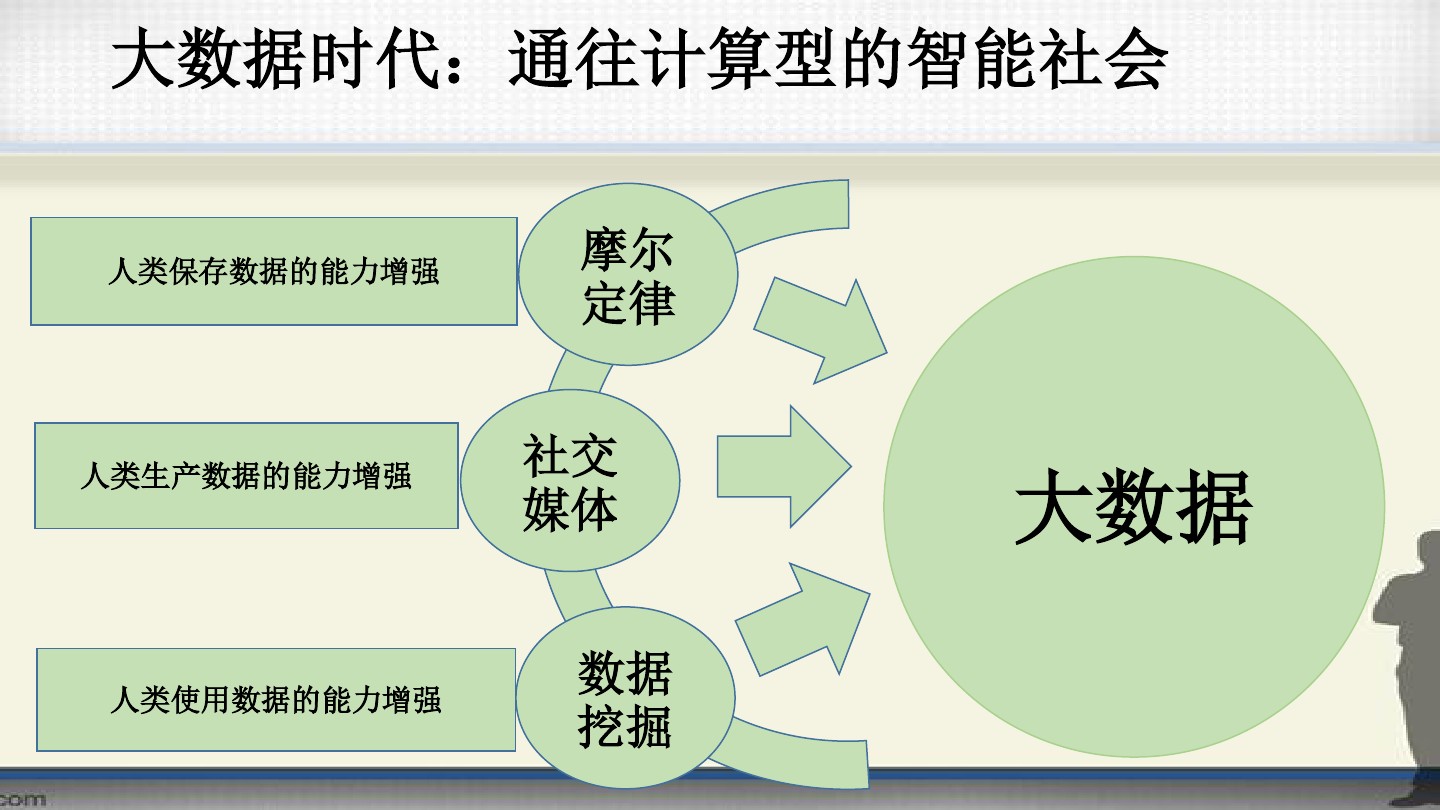 大数据时代：通往计算型的智能社会
人类保存数据的能力增强
摩尔
定律
人类生产数据的能力增强
社交
媒体
大数据
人类使用数据的能力增强
数据
挖掘
com